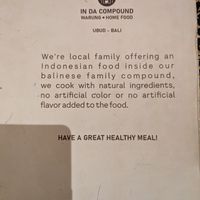 IN DA COMPOUND
WARUNG • HOME FOOD
UBUD - BALI
We're local family offering an
Indonesian food inside our
balinese family compound,
we cook with natural ingredients,
no artificial color or no artificial
flavor added to the food.
HAVE A GREAT HEALTHY MEAL!